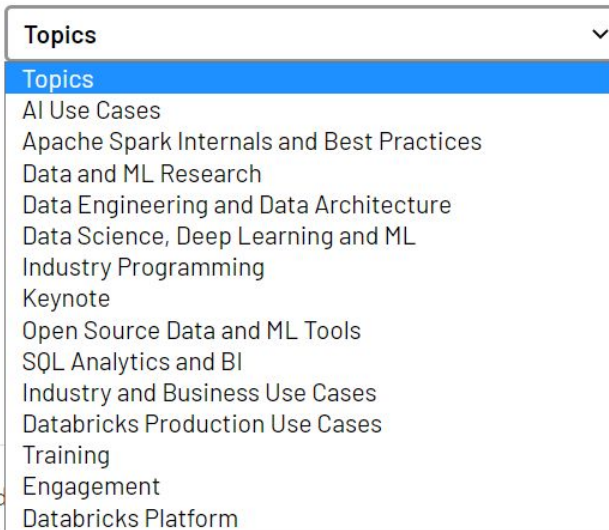 Topics
Topics
AI Use Cases
Apache Spark Internals and Best Practices
Data and ML Research
Data Engineering and Data Architecture
Data Science, Deep Learning and ML
Industry Programming
Keynote
Open Source Data and ML Tools
SQL Analytics and BI
Industry and Business Use Cases
Databricks Production Use Cases
Training
Engagement
Databricks Platform